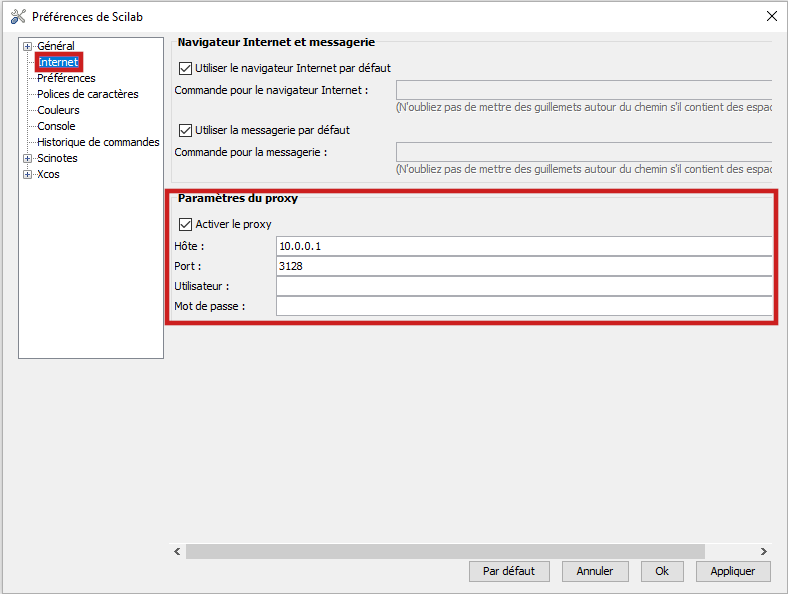 Préférences de Scilab
Général
Internet
Préférences
Polices de caractères
Couleurs
Console
Historique de commandes
Scinotes
Xcos
Navigateur Internet et messagerie
Utiliser le navigateur Internet par défaut
Commande pour le navigateur Internet :
(N'oubliez pas de mettre des guillemets autour du chemin s'il contient des espac
Utiliser la messagerie par défaut
Commande pour la messagerie :
(N'oubliez pas de mettre des guillemets autour du chemin s'il contient des espac
Paramètres du proxy
Activer le proxy
Hôte : 10.0.0.1
Port : 3128
Utilisateur :
Mot de passe :
Par défaut Annuler Ok Appliquer